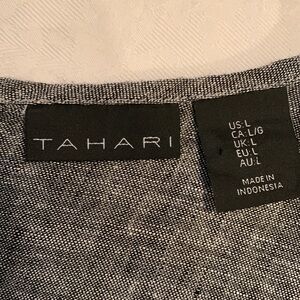 TAHARI
US:L
CA:L/G
UK:L
EU:L
AU:L
MADE IN
INDONESIA